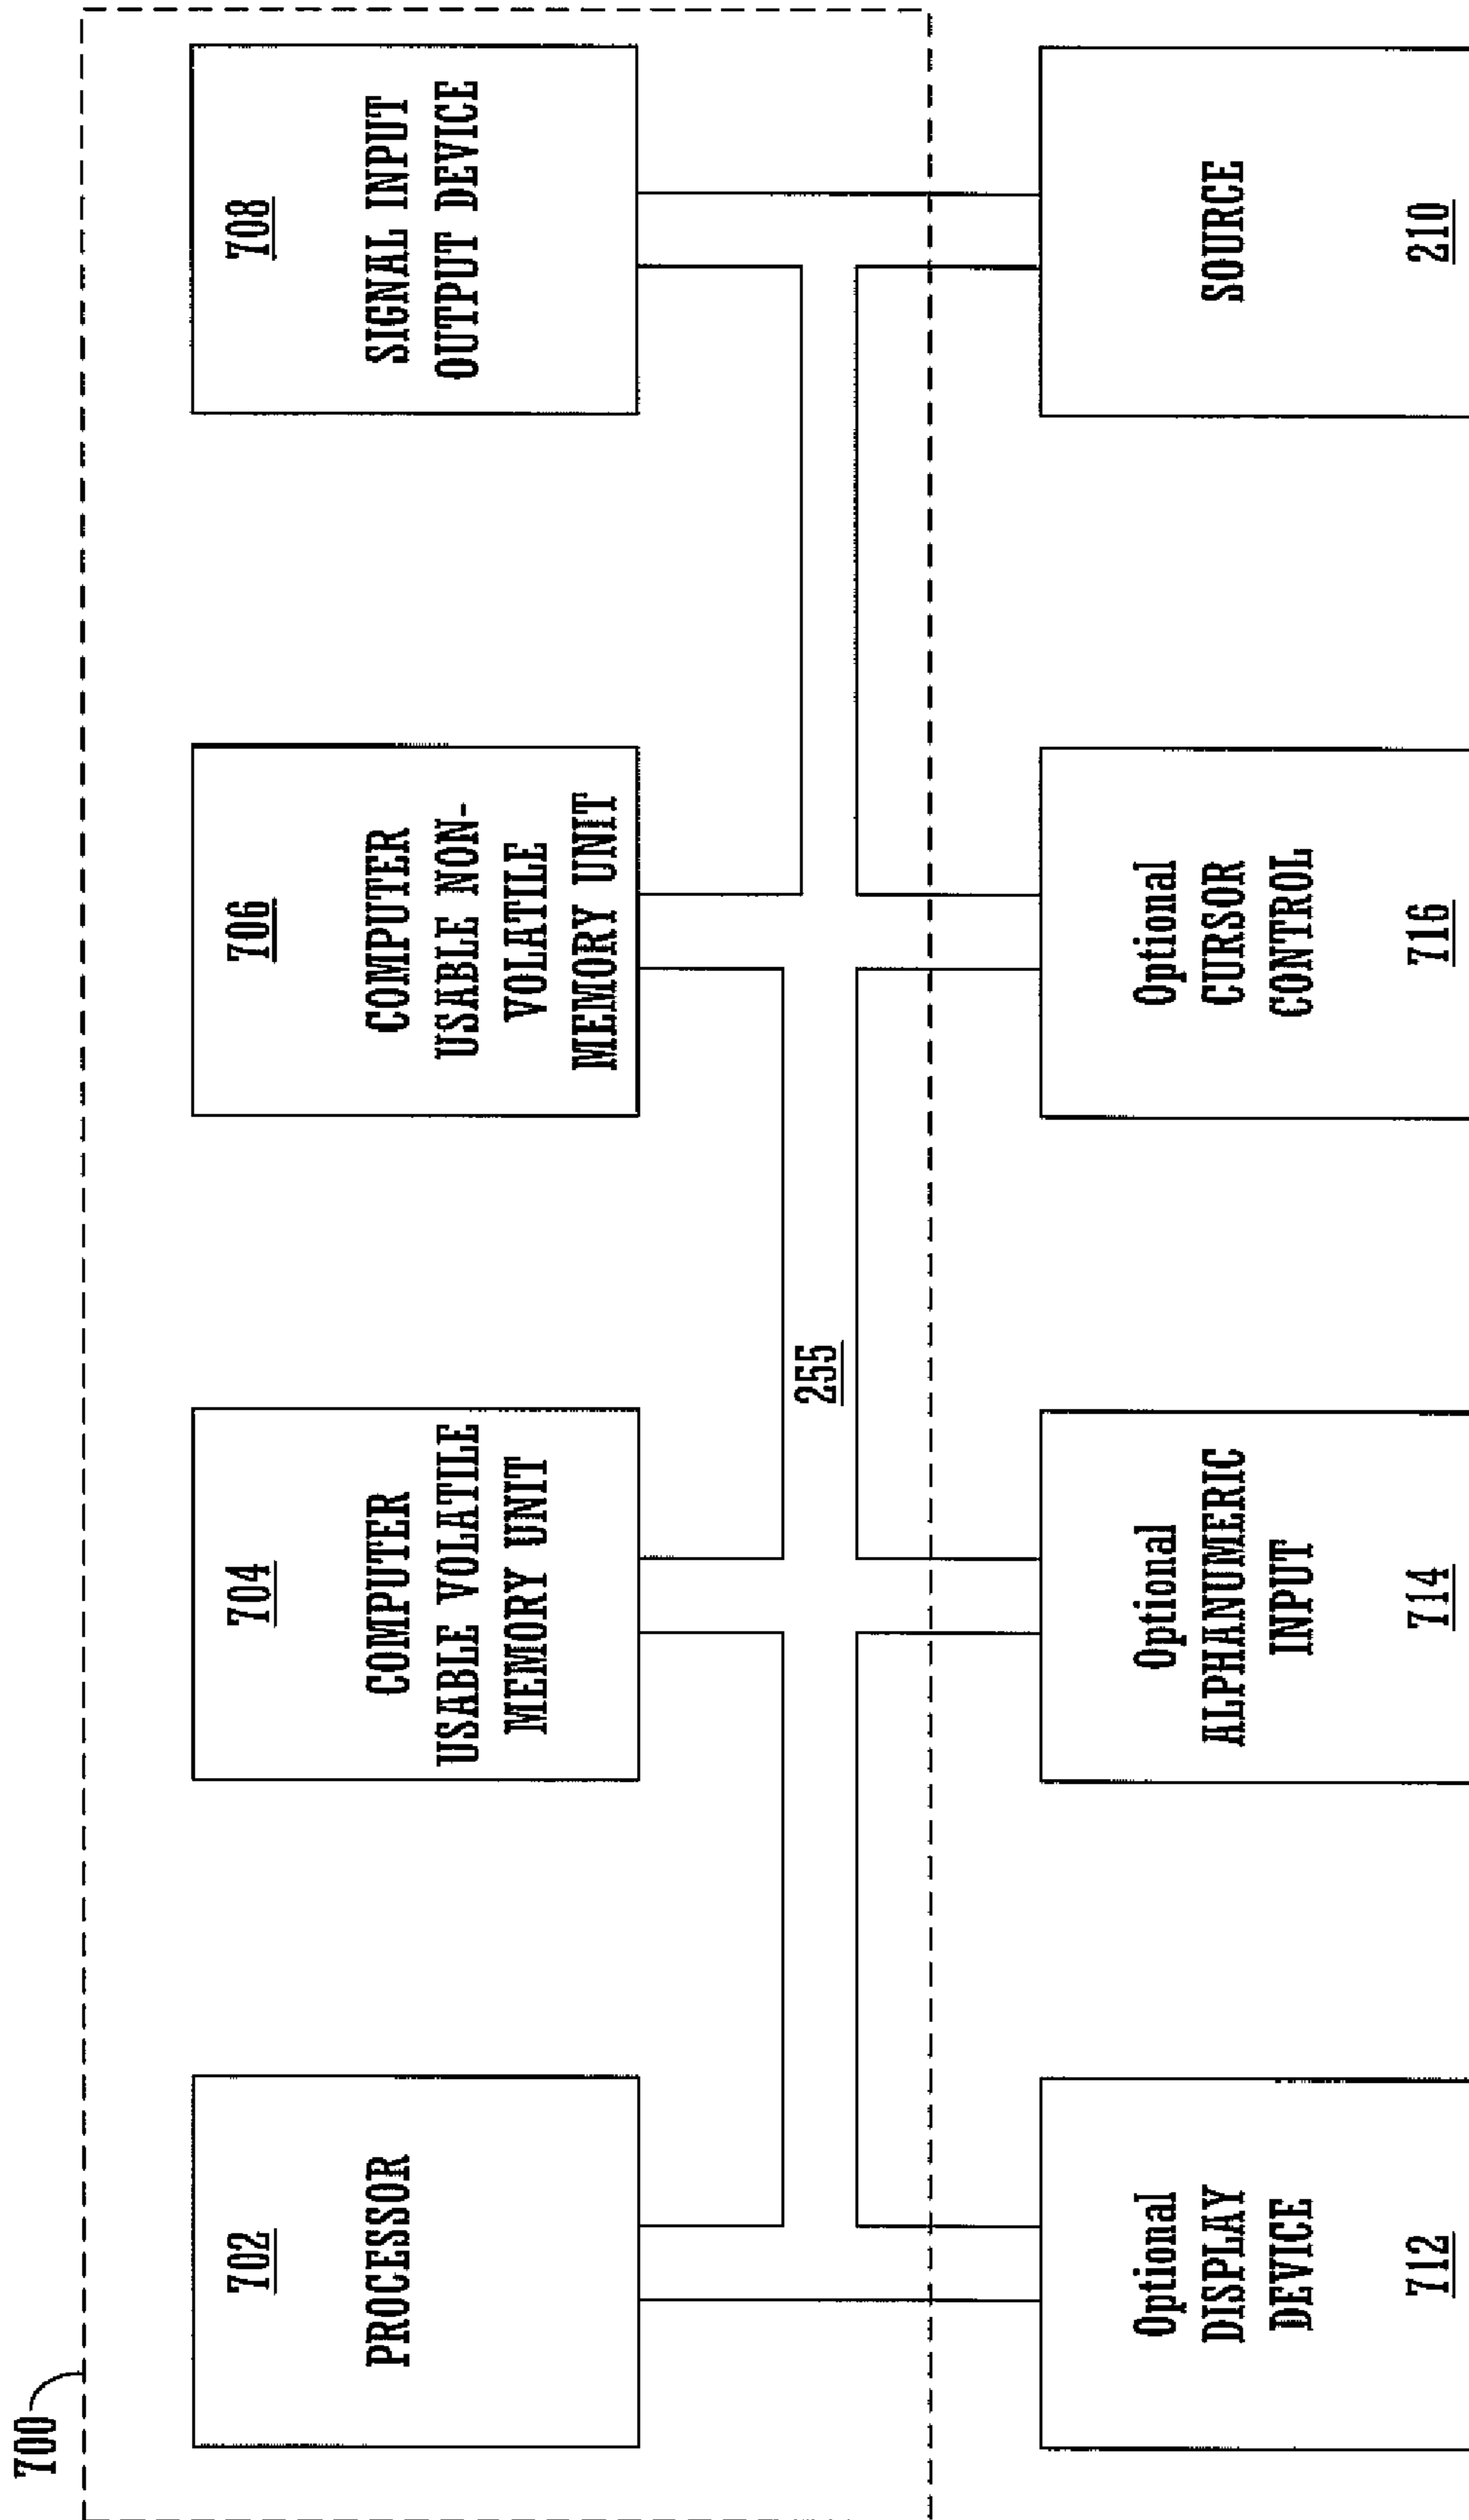 700
702
PROCESSOR
704
COMPUTER
USABLE VOLATILE
MEMORY UNIT
706
COMPUTER
USABLE NON-
VOLATILE
MEMORY UNIT
708
SIGNAL INPUT
OUTPUT DEVICE
255
Optional
DISPLAY
DEVICE
712
Optional
ALPHANUMERIC
INPUT
714
Optional
CURSOR
CONTROL
716
SOURCE
210